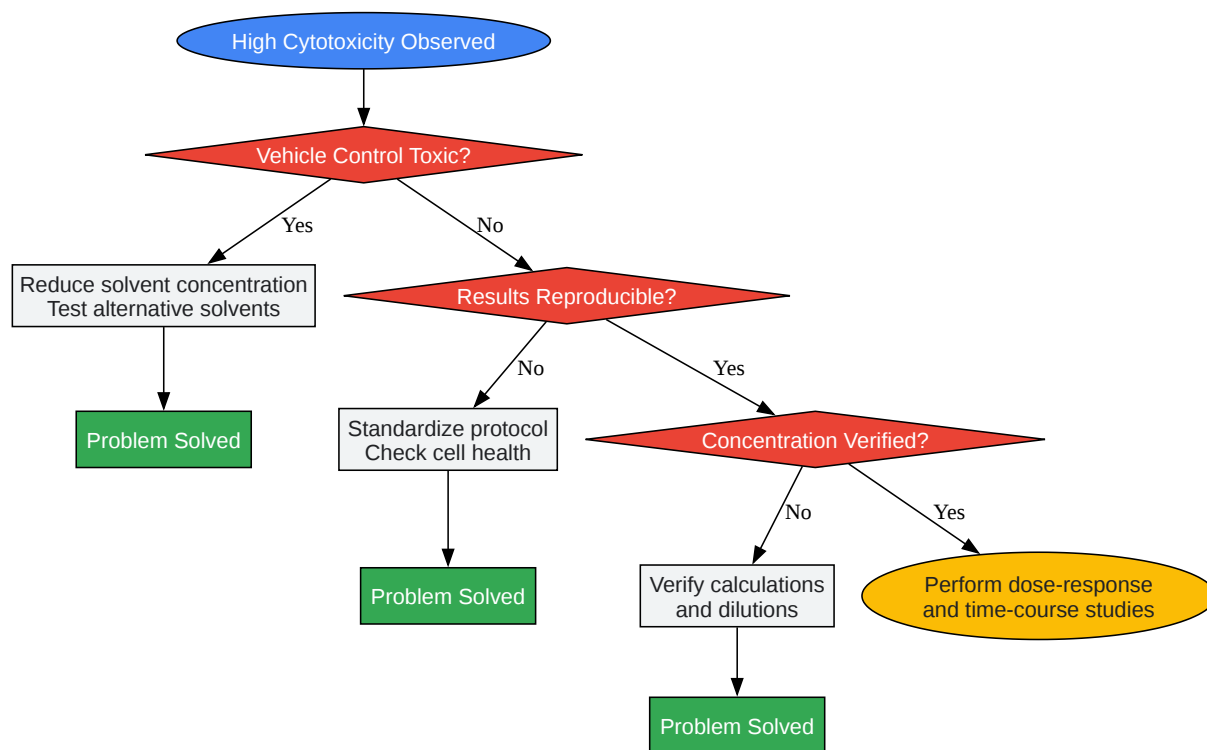 High Cytotoxicity Observed
Vehicle Control Toxic?
Yes
No
Reduce solvent concentration
Test alternative solvents
Results Reproducible?
No
Yes
Problem Solved
Standardize protocol
Check cell health
Concentration Verified?
No
Yes
Problem Solved
Verify calculations
and dilutions
Perform dose-response
and time-course studies
Problem Solved